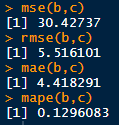 > mse(b,c)
[1] 30.42737
> rmse(b,c)
[1] 5.516101
> mae(b,c)
[1] 4.418291
> mape(b,c)
[1] 0.1296083